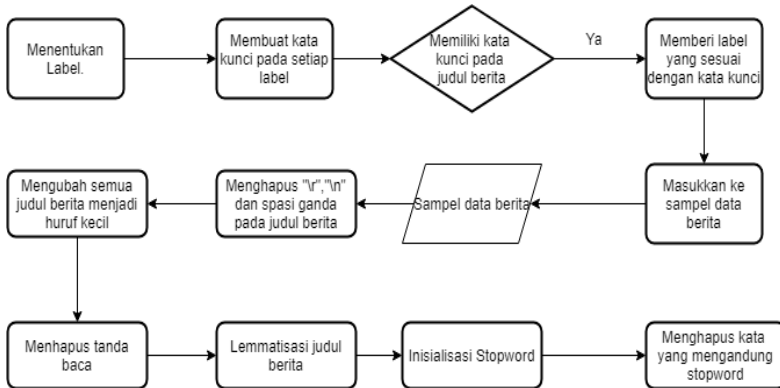 Menentukan
Label.
Membuat kata
kunci pada setiap
label
Memiliki kata
kunci pada
judul berita
Ya
Memberi label
yang sesuai
dengan kata kunci
Masukkan ke
sampel data
berita
Sampel data berita
Menghapus "\r","\n"
dan spasi ganda
pada judul berita
Mengubah semua
judul berita menjadi
huruf kecil
Menhapus tanda
baca
Lemmatisasi judul
berita
Inisialisasi Stopword
Menghapus kata
yang mengandung
stopword